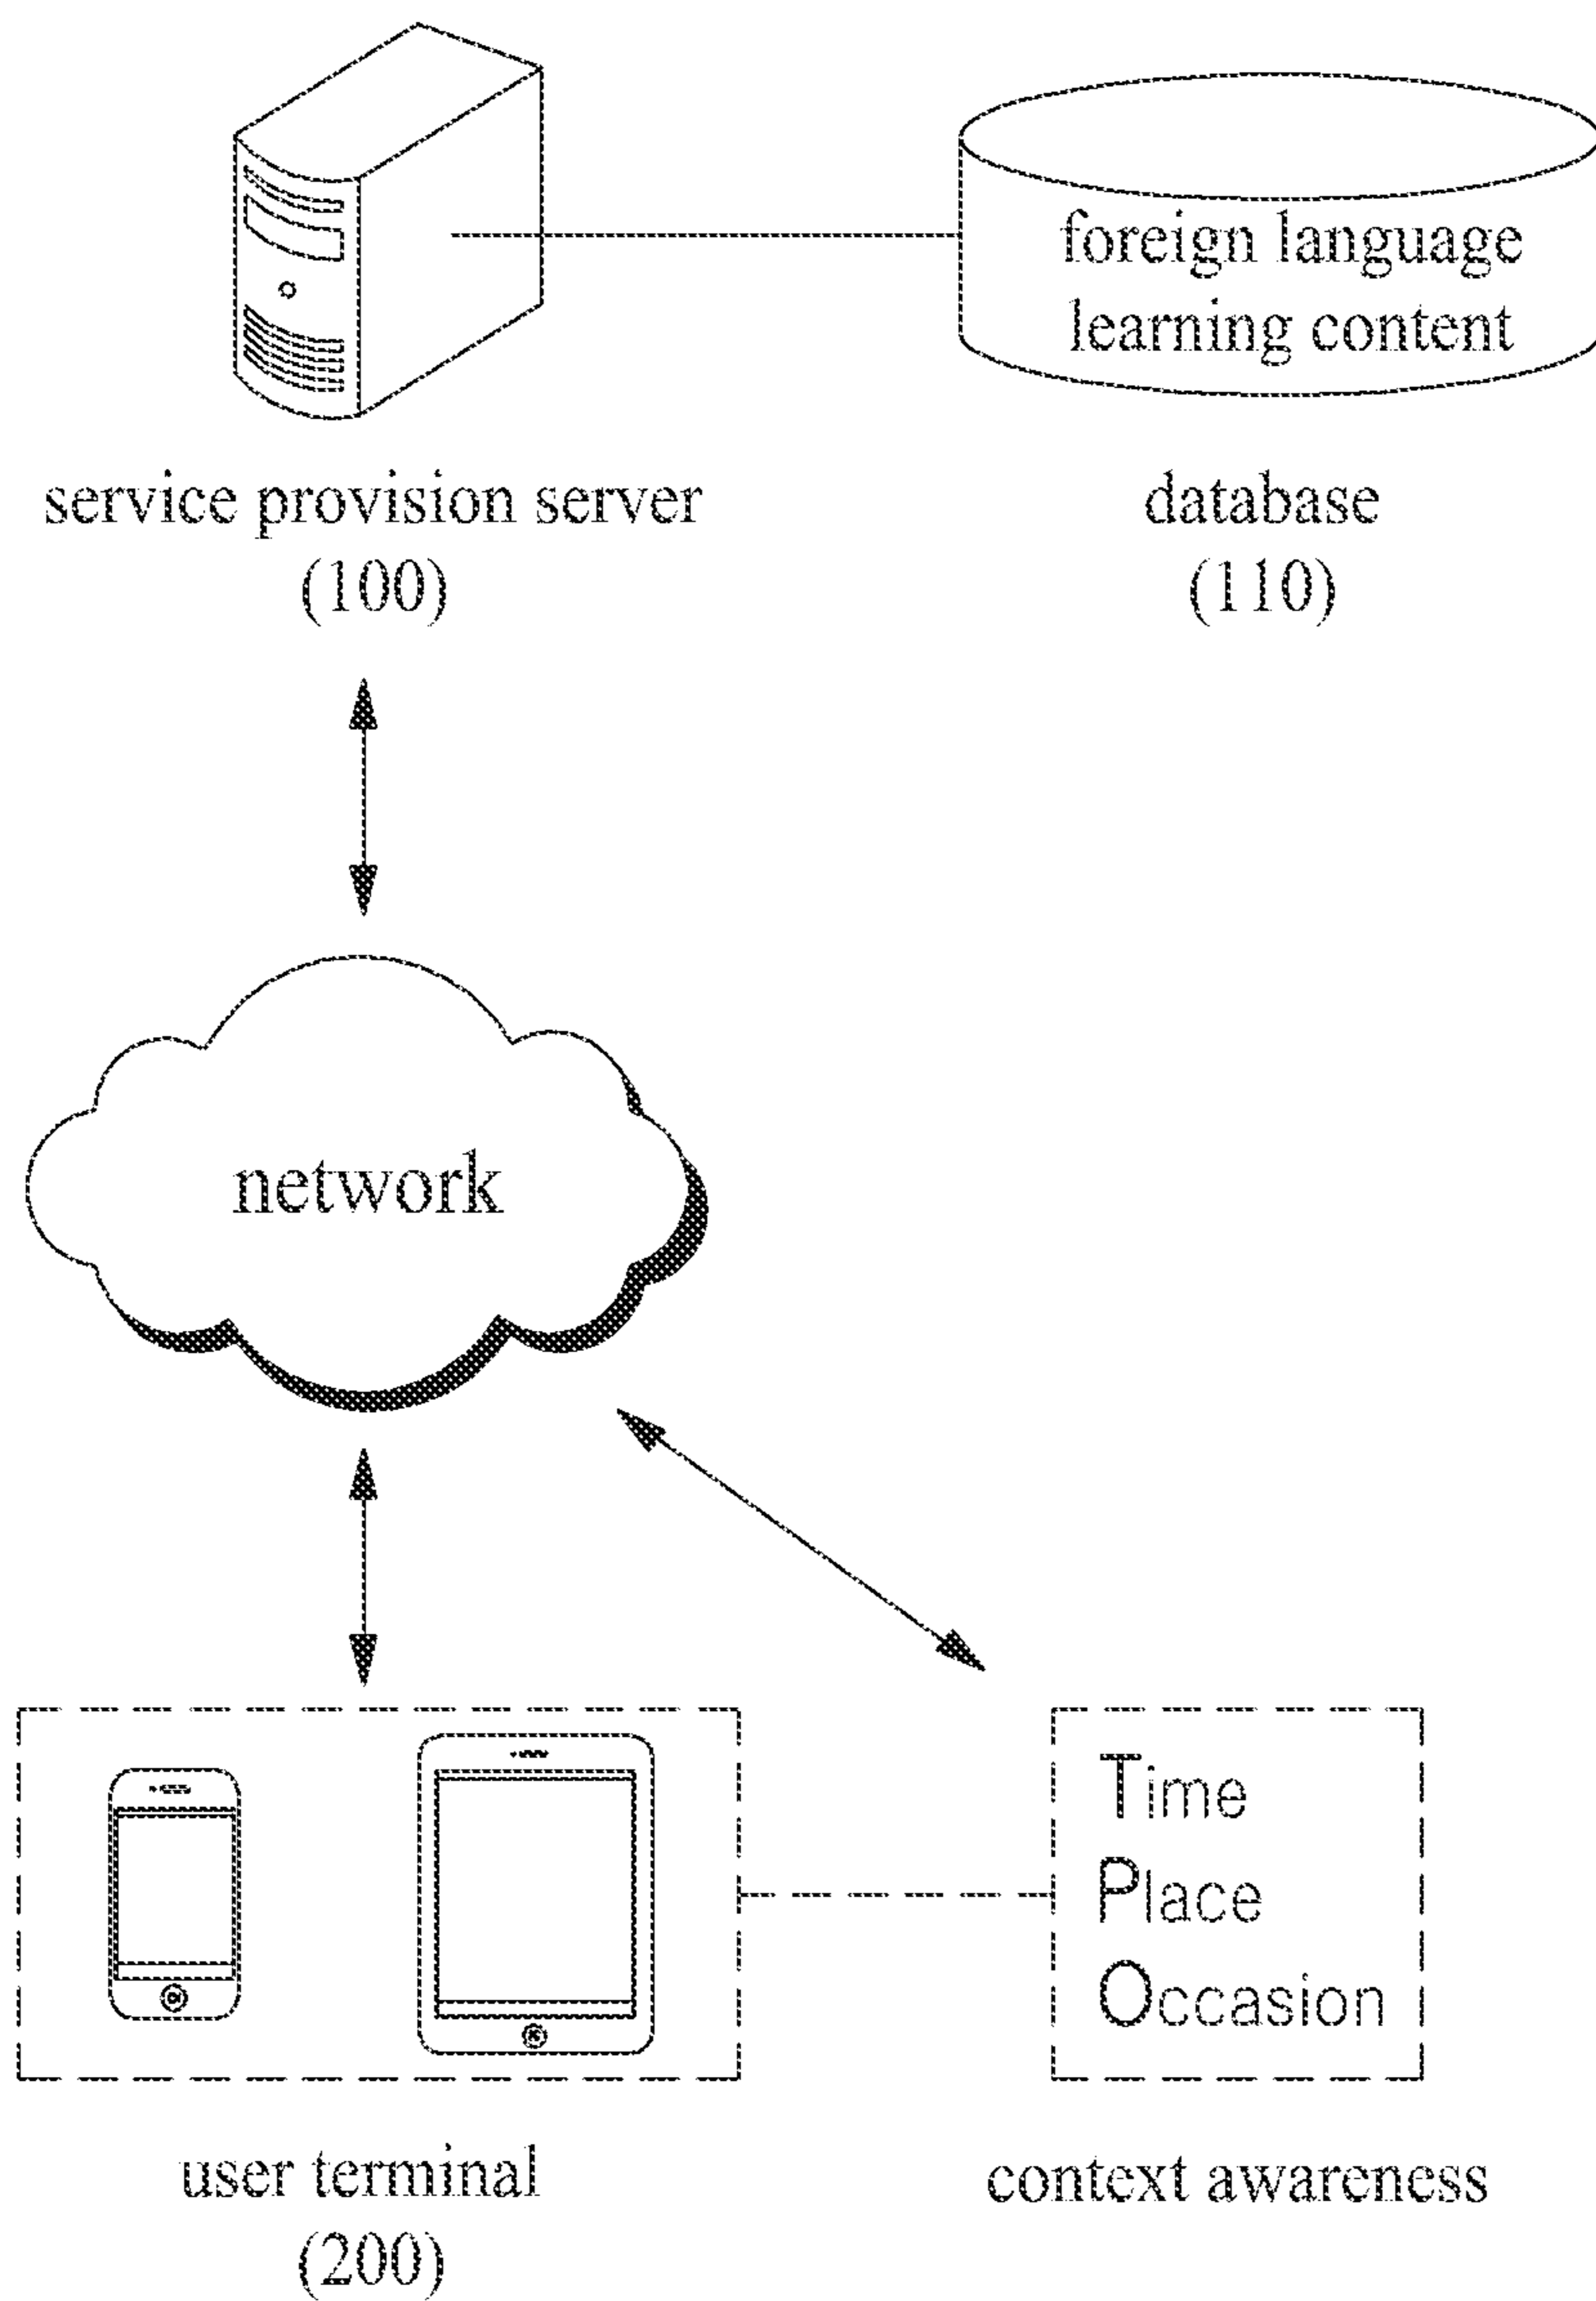 foreign language
learning content
service provision server
(100)
database
(110)
network
Time
Place
Occasion
user terminal
(200)
context awareness